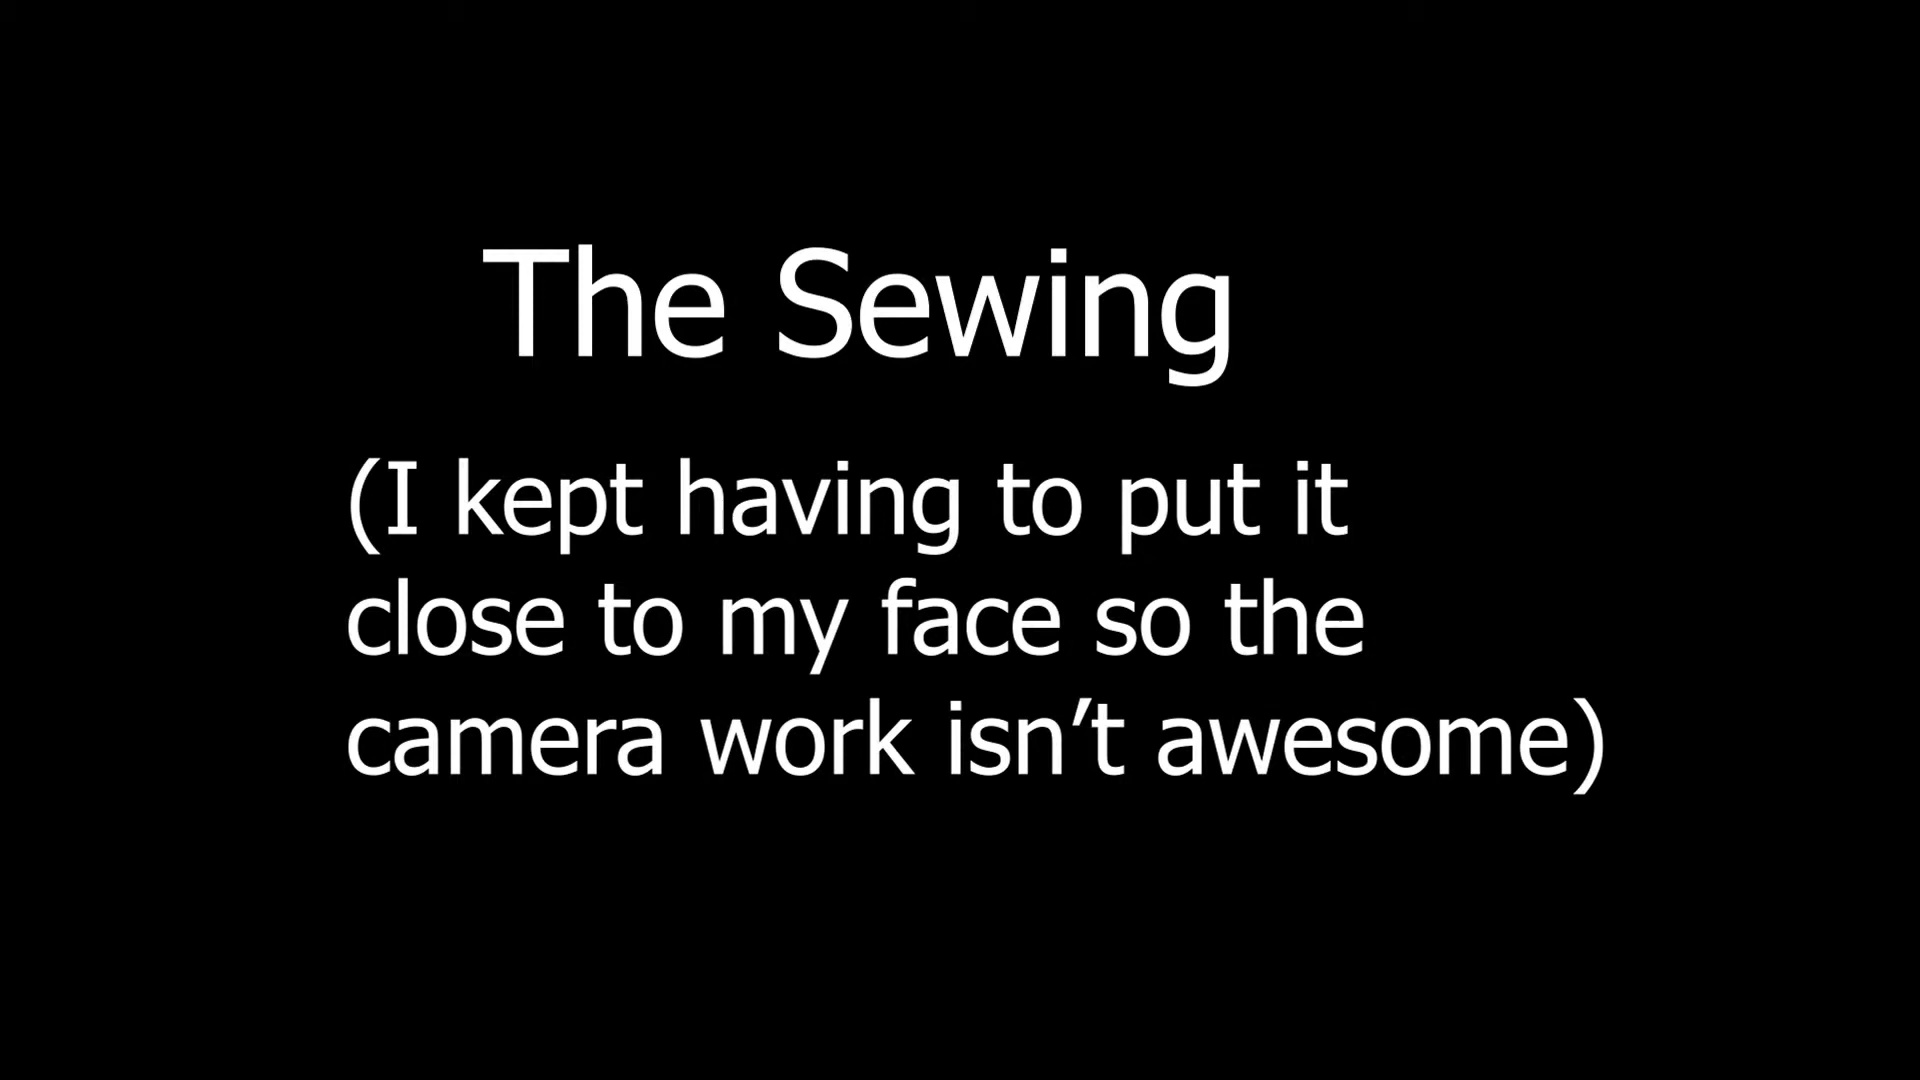 The Sewing
(I kept having to put it
close to my face so the
camera work isn’t awesome)